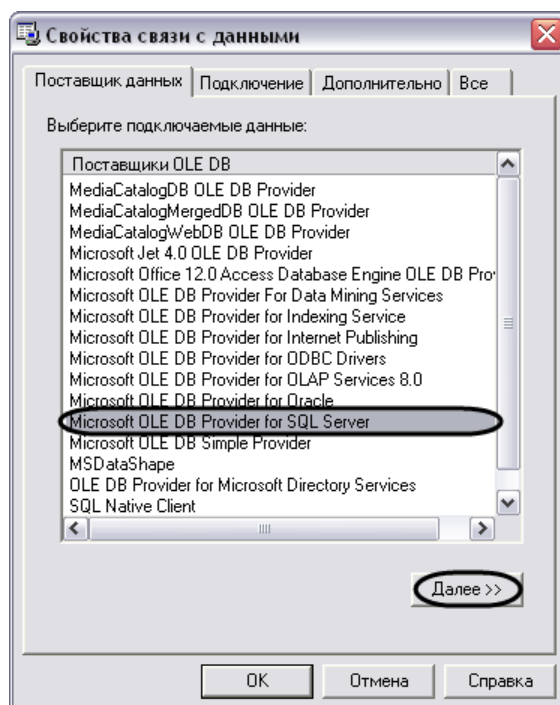 Свойства связи с данными
Поставщик данных Подключение Дополнительно Все
Выберите подключаемые данные:
Поставщики OLE DB
MediaCatalogDB OLE DB Provider
MediaCatalogMergedDB OLE DB Provider
MediaCatalogWebDB OLE DB Provider
Microsoft Jet 4.0 OLE DB Provider
Microsoft Office 12.0 Access Database Engine OLE DB Pro
Microsoft OLE DB Provider For Data Mining Services
Microsoft OLE DB Provider for Indexing Service
Microsoft OLE DB Provider for Internet Publishing
Microsoft OLE DB Provider for ODBC Drivers
Microsoft OLE DB Provider for OLAP Services 8.0
Microsoft OLE DB Provider for Oracle
Microsoft OLE DB Provider for SQL Server
Microsoft OLE DB Simple Provider
MSDataShape
OLE DB Provider for Microsoft Directory Services
SQL Native Client
Далее >>
OK Отмена Справка